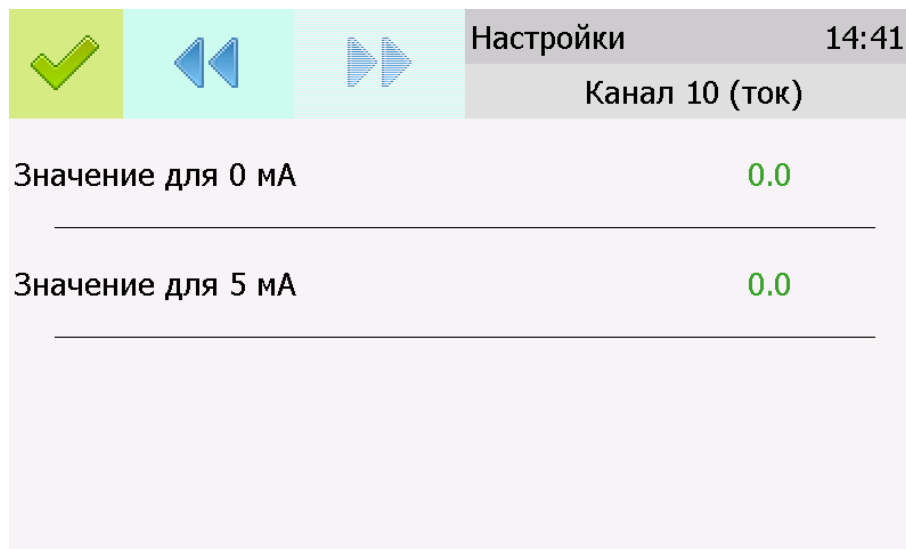 Настройки 14:41
Канал 10 (ток)
Значение для 0 мА 0.0
Значение для 5 мА 0.0